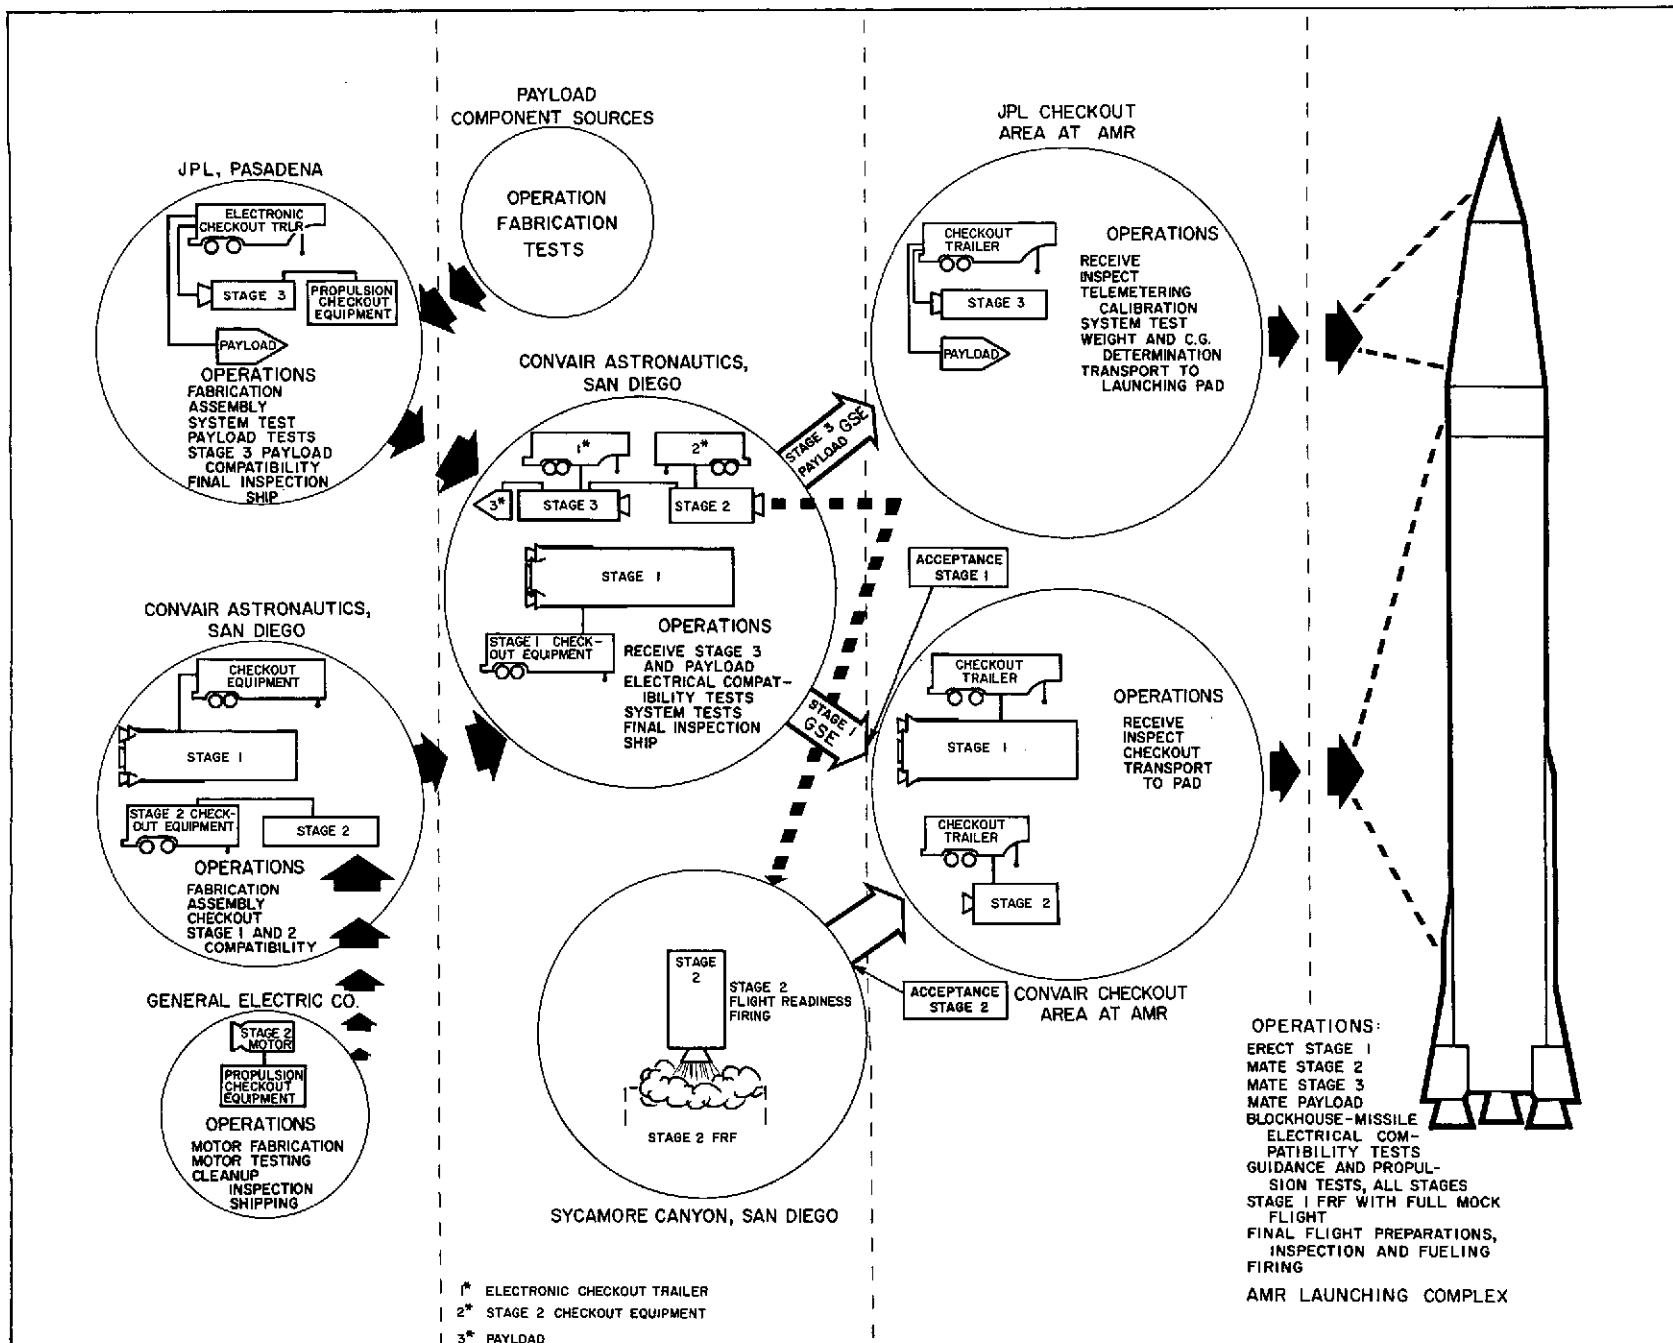 JPL, PASADENA
ELECTRONIC
CHECKOUT TRLR
STAGE 3
PROPULSION
CHECKOUT
EQUIPMENT
PAYLOAD
OPERATIONS
FABRICATION
ASSEMBLY
SYSTEM TEST
PAYLOAD TESTS
STAGE 3 PAYLOAD
COMPATIBILITY
FINAL INSPECTION
SHIP
CONVAIR ASTRONAUTICS,
SAN DIEGO
CHECKOUT
EQUIPMENT
STAGE 1
STAGE 2 CHECK-
OUT EQUIPMENT
STAGE 2
OPERATIONS
FABRICATION
ASSEMBLY
CHECKOUT
STAGE 1 AND 2
COMPATIBILITY
GENERAL ELECTRIC CO.
STAGE 2
MOTOR
PROPULSION
CHECKOUT
EQUIPMENT
OPERATIONS
MOTOR FABRICATION
MOTOR TESTING
CLEANUP
INSPECTION
SHIPPING
PAYLOAD
COMPONENT SOURCES
OPERATION
FABRICATION
TESTS
CONVAIR ASTRONAUTICS,
SAN DIEGO
1*
2*
3*
STAGE 3
STAGE 2
STAGE 1
STAGE 1 CHECK-
OUT EQUIPMENT
OPERATIONS
RECEIVE STAGE 3
AND PAYLOAD
ELECTRICAL COMPAT-
IBILITY TESTS
SYSTEM TESTS
FINAL INSPECTION
SHIP
STAGE 3 GSE
PAYLOAD
STAGE 1
GSE
STAGE
2
STAGE 2
FLIGHT READINESS
FIRING
STAGE 2 FRF
SYCAMORE CANYON, SAN DIEGO
1* ELECTRONIC CHECKOUT TRAILER
2* STAGE 2 CHECKOUT EQUIPMENT
3* PAYLOAD
JPL CHECKOUT
AREA AT AMR
CHECKOUT
TRAILER
STAGE 3
PAYLOAD
OPERATIONS
RECEIVE
INSPECT
TELEMETERING
CALIBRATION
SYSTEM TEST
WEIGHT AND C.G.
DETERMINATION
TRANSPORT TO
LAUNCHING PAD
ACCEPTANCE
STAGE 1
CHECKOUT
TRAILER
STAGE 1
CHECKOUT
TRAILER
STAGE 2
OPERATIONS
RECEIVE
INSPECT
CHECKOUT
TRANSPORT
TO PAD
ACCEPTANCE
STAGE 2
CONVAIR CHECKOUT
AREA AT AMR
OPERATIONS:
ERECT STAGE 1
MATE STAGE 2
MATE STAGE 3
MATE PAYLOAD
BLOCKHOUSE-MISSILE
ELECTRICAL COM-
PATIBILITY TESTS
GUIDANCE AND PROPUL-
SION TESTS, ALL STAGES
STAGE 1 FRF WITH FULL MOCK
FLIGHT
FINAL FLIGHT PREPARATIONS,
INSPECTION AND FUELING
FIRING
AMR LAUNCHING COMPLEX